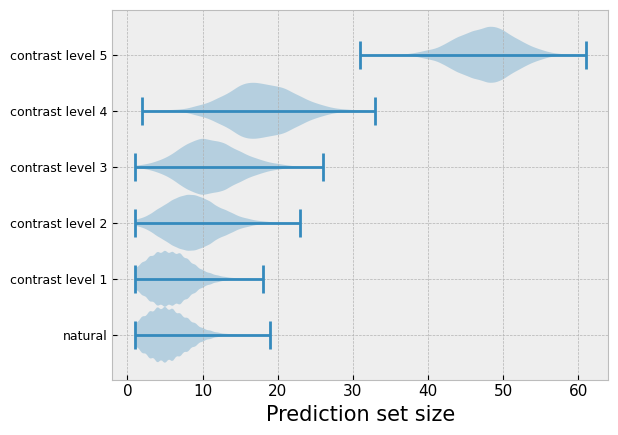 contrast level 5
contrast level 4
contrast level 3
contrast level 2
contrast level 1
natural
0 10 20 30 40 50 60
Prediction set size